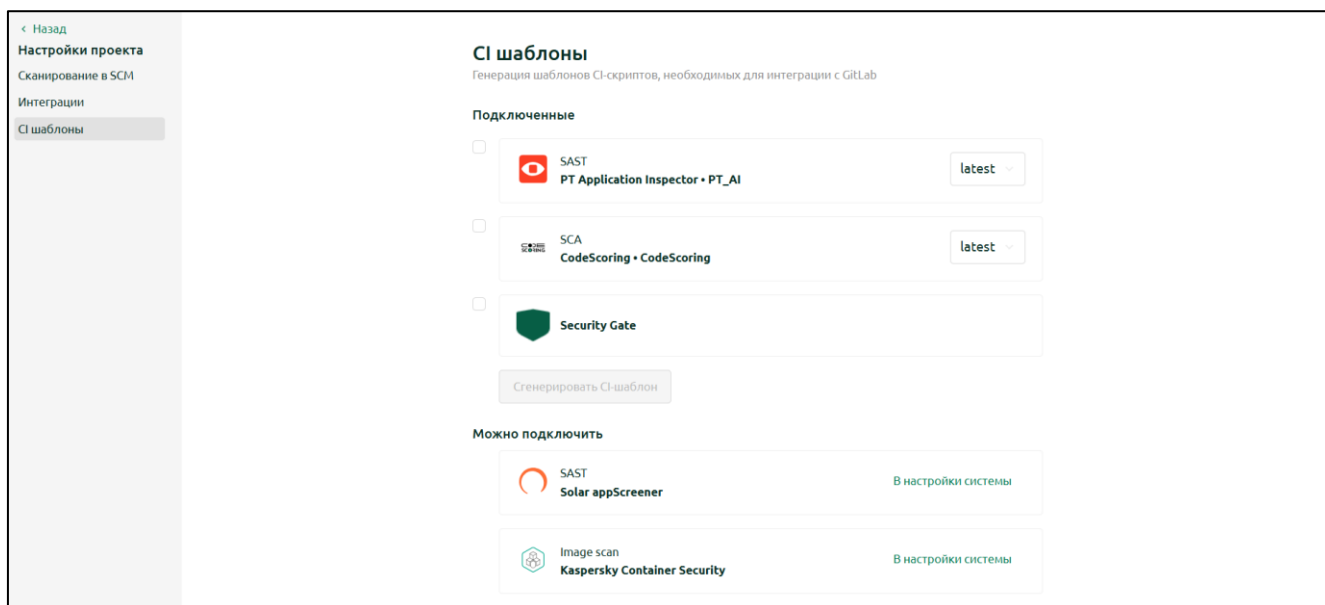 ‹ Назад
Настройки проекта
Сканирование в SCM
Интеграции
CI шаблоны
CI шаблоны
Генерация шаблонов CI-скриптов, необходимых для интеграции с GitLab
Подключенные
SAST
PT Application Inspector • PT_AI
latest
CODE
SCORING
SCA
CodeScoring • CodeScoring
latest
Security Gate
Сгенерировать CI-шаблон
Можно подключить
SAST
Solar appScreener
В настройки системы
Image scan
Kaspersky Container Security
В настройки системы